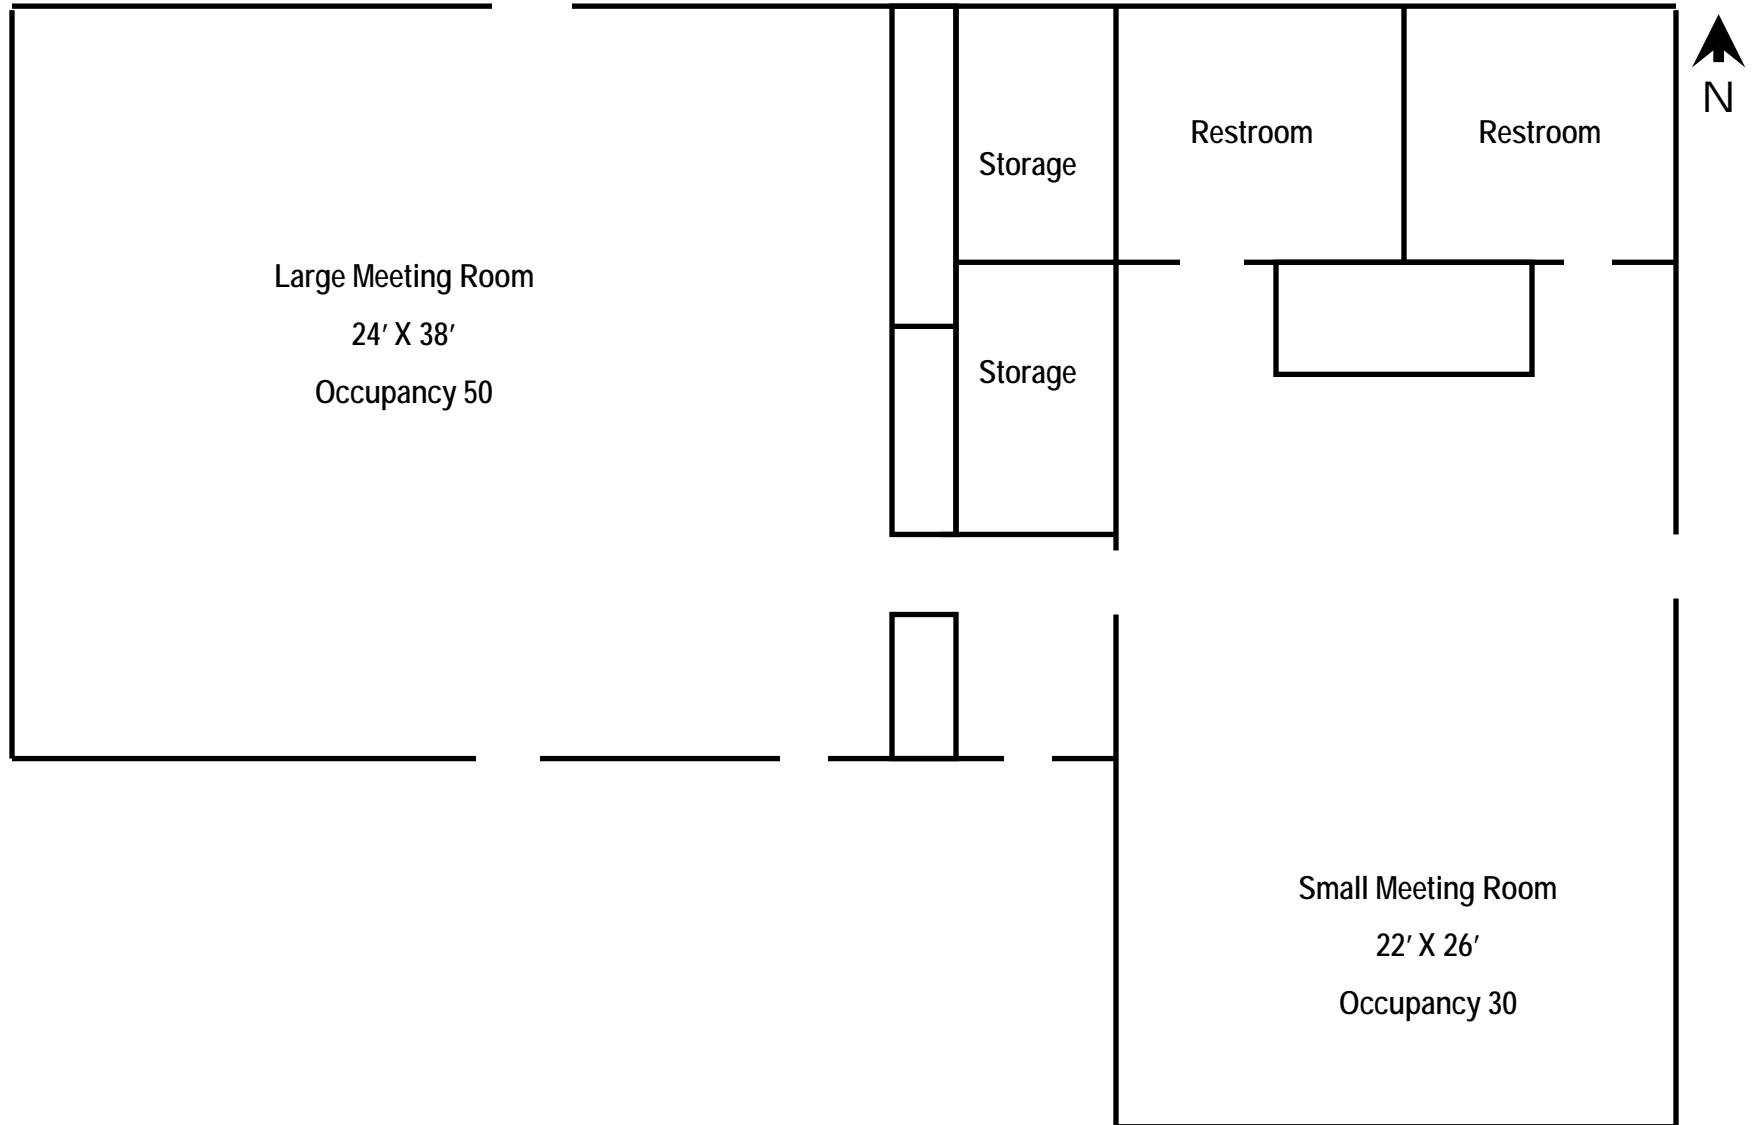 N
Restroom
Restroom
Storage
Large Meeting Room
24′ X 38′
Occupancy 50
Storage
Small Meeting Room
22′ X 26′
Occupancy 30